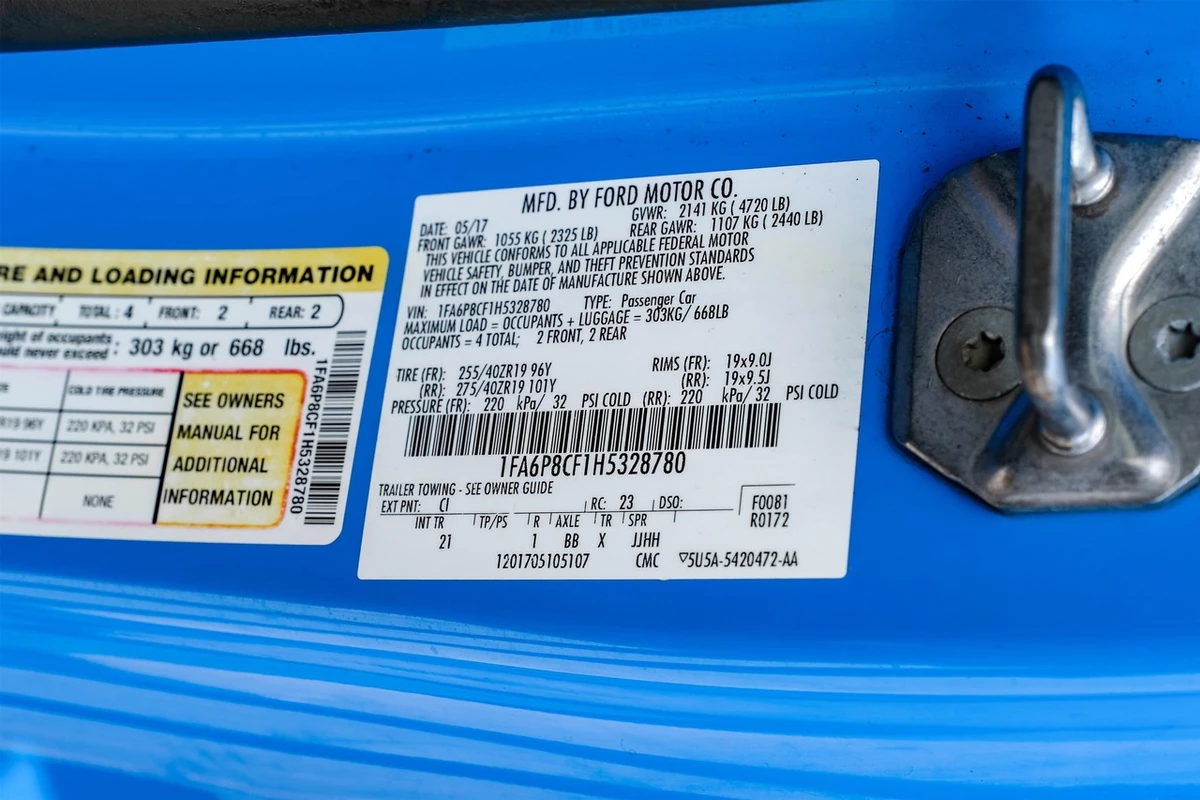 RE AND LOADING INFORMATION
CAPACITY TOTAL: 4 FRONT: 2 REAR: 2
ight of occupants
uld never exceed: 303 kg or 668 lbs.
COLD TIRE PRESSURE
R19 96Y 220 KPA, 32 PSI
19 101Y 220 KPA, 32 PSI
NONE
SEE OWNERS
MANUAL FOR
ADDITIONAL
INFORMATION
1FA6P8CF1H5328780
MFD. BY FORD MOTOR CO.
DATE: 05/17 GVWR: 2141 KG ( 4720 LB)
FRONT GAWR: 1055 KG ( 2325 LB) REAR GAWR: 1107 KG ( 2440 LB)
THIS VEHICLE CONFORMS TO ALL APPLICABLE FEDERAL MOTOR
VEHICLE SAFETY, BUMPER, AND THEFT PREVENTION STANDARDS
IN EFFECT ON THE DATE OF MANUFACTURE SHOWN ABOVE.
VIN: 1FA6P8CF1H5328780 TYPE: Passenger Car
MAXIMUM LOAD = OCCUPANTS + LUGGAGE = 303KG/ 668LB
OCCUPANTS = 4 TOTAL; 2 FRONT, 2 REAR
TIRE (FR): 255/40ZR19 96Y RIMS (FR): 19x9.0J
(RR): 275/40ZR19 101Y (RR): 19x9.5J
PRESSURE (FR): 220 kPa/ 32 PSI COLD (RR): 220 kPa/ 32 PSI COLD
1FA6P8CF1H5328780
TRAILER TOWING - SEE OWNER GUIDE
EXT PNT: CI RC: 23 DSO: F0081
INT TR TP/PS R AXLE TR SPR R0172
21 1 BB X JJHH
1201705105107 CMC ▽5U5A-5420472-AA